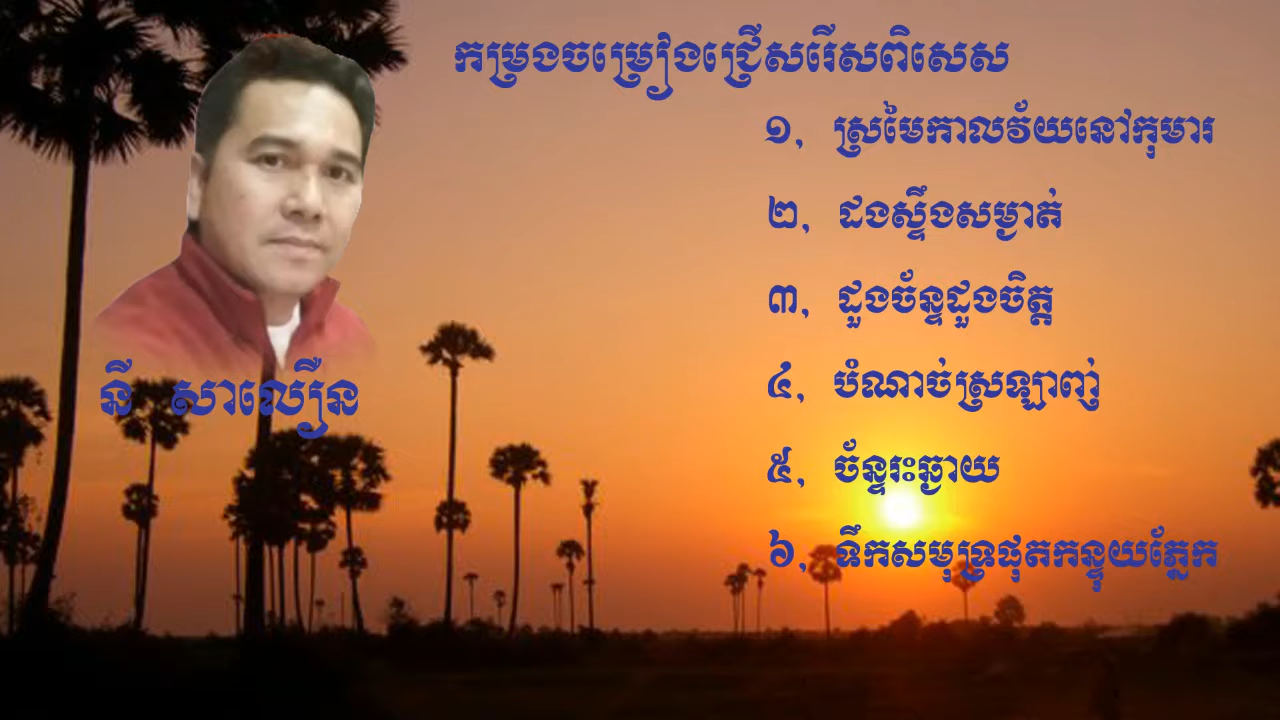 កម្រងចម្រៀងជ្រើសរើសពិសេស
១, ស្រមៃកាលវ័យនៅកុមារ
២, ដងស្ទឹងសម្ងាត់
៣, ដួងច័ន្ទដួងចិត្ត
៤, បំណាច់ស្រឡាញ់
៥, ច័ន្ទរះឆ្ងាយ
៦, ទឹកសមុទ្រផុតកន្ទុយភ្នែក
នី សាល្យឿន